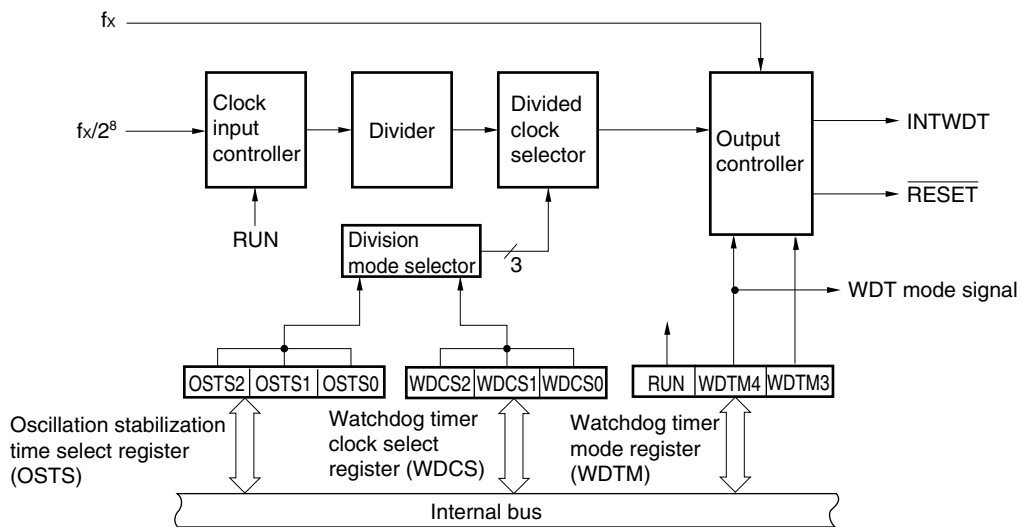 fX
fX/2⁸
Clock
input
controller
Divider
Divided
clock
selector
Output
controller
INTWDT
RESET
RUN
Division
mode selector
3
WDT mode signal
OSTS2 OSTS1 OSTS0
WDCS2 WDCS1 WDCS0
RUN WDTM4 WDTM3
Oscillation stabilization
time select register
(OSTS)
Watchdog timer
clock select
register (WDCS)
Watchdog timer
mode register
(WDTM)
Internal bus